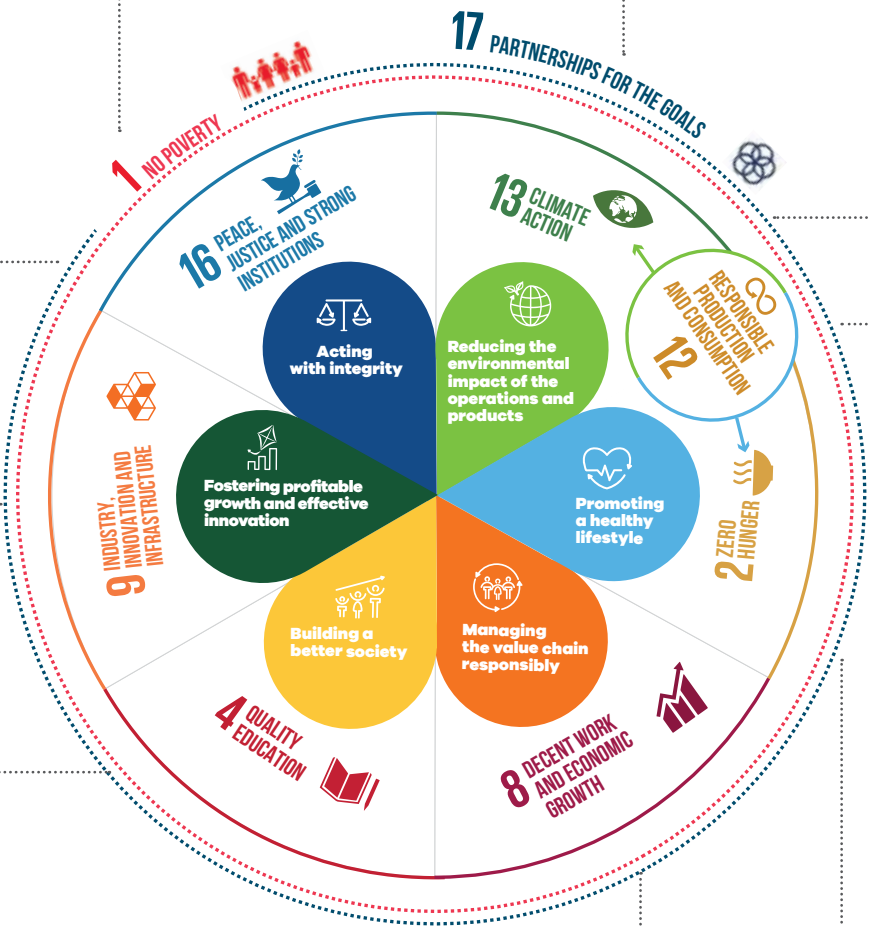 17 PARTNERSHIPS FOR THE GOALS
1 NO POVERTY
16 PEACE,
JUSTICE AND STRONG
INSTITUTIONS
13 CLIMATE
ACTION
RESPONSIBLE
PRODUCTION
AND CONSUMPTION
12
Acting
with integrity
Reducing the
environmental
impact of the
operations and
products
9 INDUSTRY,
INNOVATION AND
INFRASTRUCTURE
Fostering profitable
growth and effective
innovation
Promoting
a healthy
lifestyle
2 ZERO
HUNGER
Building a
better society
Managing
the value chain
responsibly
4 QUALITY
EDUCATION
8 DECENT WORK
AND ECONOMIC
GROWTH